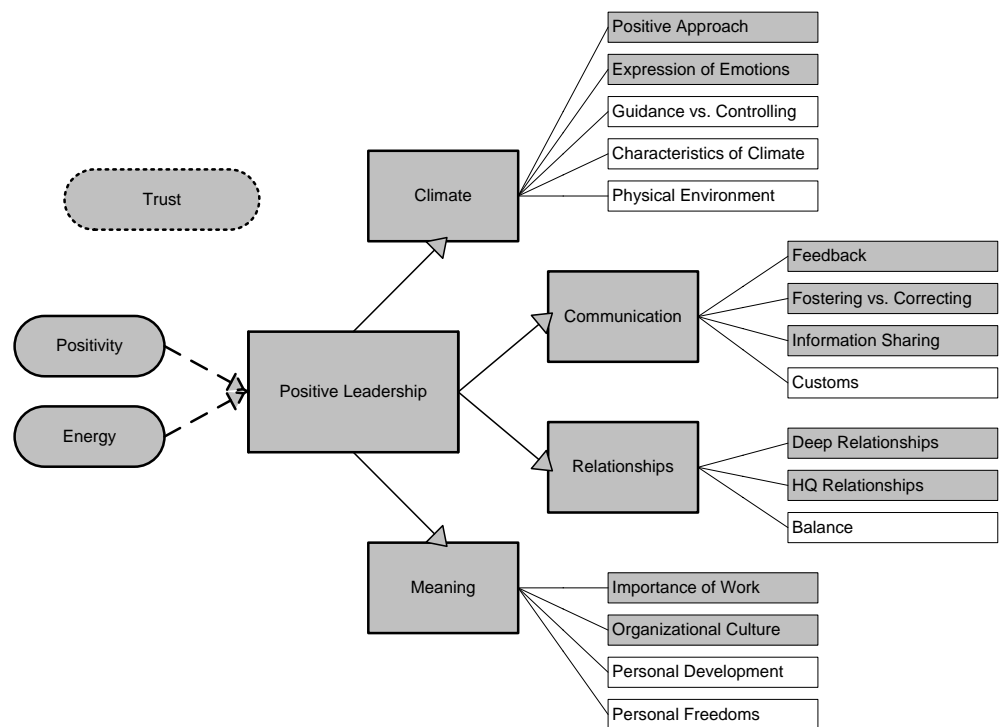 Positive Approach
Expression of Emotions
Guidance vs. Controlling
Characteristics of Climate
Physical Environment
Climate
Trust
Feedback
Fostering vs. Correcting
Information Sharing
Customs
Communication
Positivity
Positive Leadership
Energy
Relationships
Deep Relationships
HQ Relationships
Balance
Meaning
Importance of Work
Organizational Culture
Personal Development
Personal Freedoms